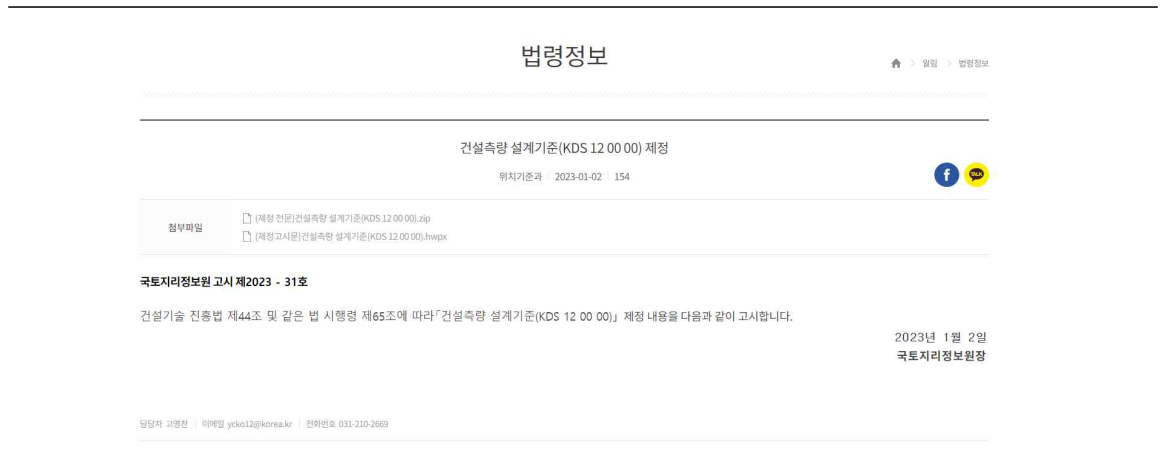 법령정보
알림 > 법령정보
건설측량 설계기준(KDS 12 00 00) 제정
위치기준과 2023-01-02 154
f TALK
첨부파일
(제정 전문)건설측량 설계기준(KDS 12 00 00).zip
(제정고시문)건설측량 설계기준(KDS 12 00 00).hwpx
국토지리정보원 고시 제2023 - 31호
건설기술 진흥법 제44조 및 같은 법 시행령 제65조에 따라「건설측량 설계기준(KDS 12 00 00)」 제정 내용을 다음과 같이 고시합니다.
2023년 1월 2일
국토지리정보원장
담당자 고영찬 이메일 ycko12@korea.kr 전화번호 031-210-2669